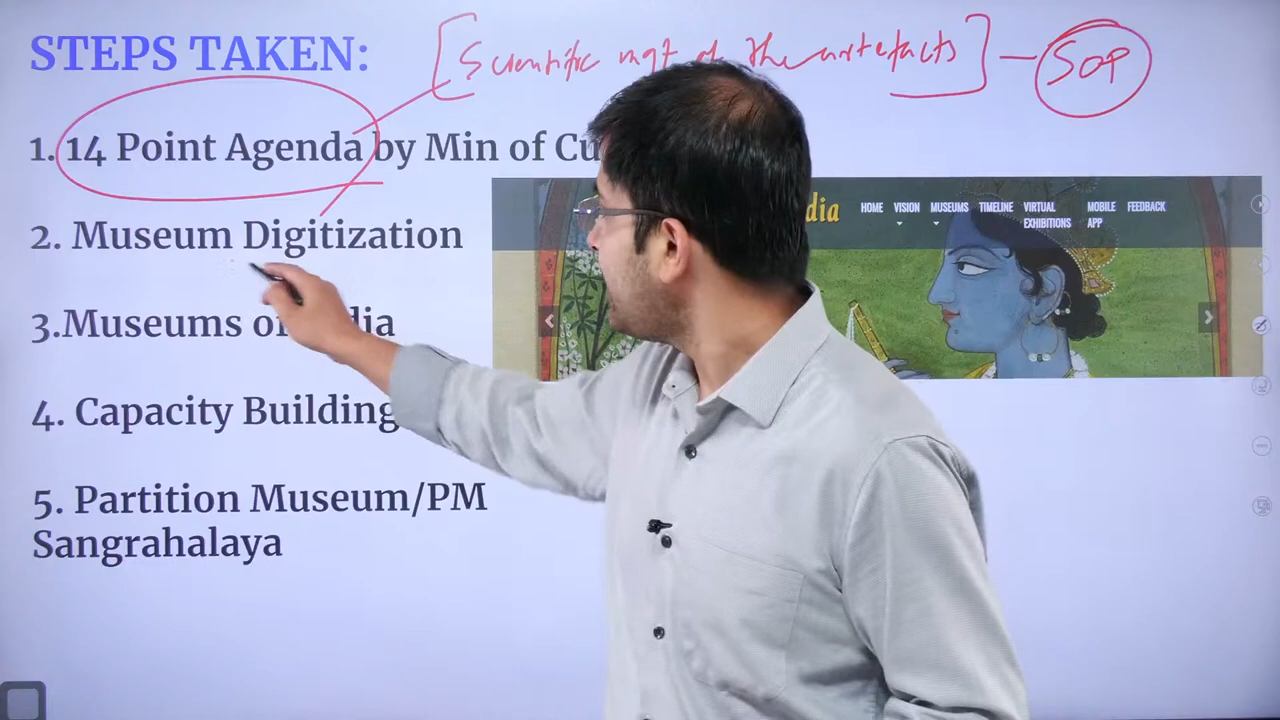 STEPS TAKEN:
[Scientific mgt of the artefacts] — SOP
1. 14 Point Agenda by Min of Cu
2. Museum Digitization
dia
HOME VISION MUSEUMS TIMELINE VIRTUAL EXHIBITIONS MOBILE APP FEEDBACK
3.Museums of dia
4. Capacity Building
5. Partition Museum/PM
Sangrahalaya